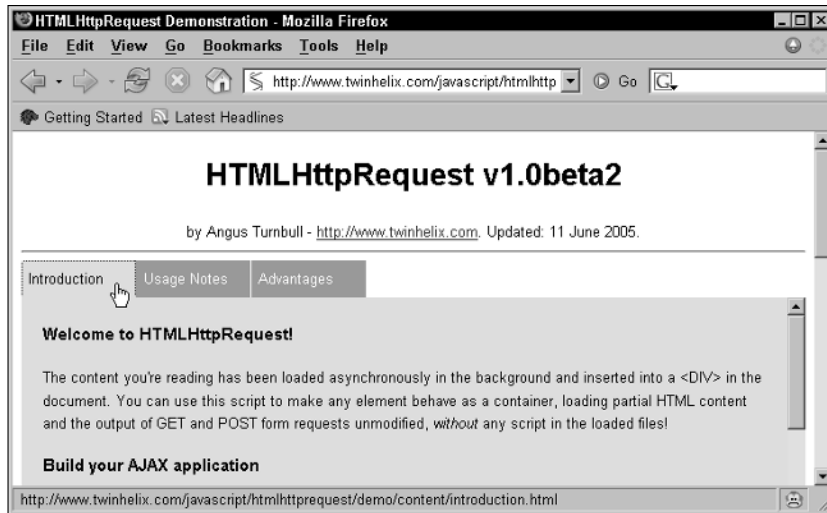 HTMLHttpRequest Demonstration - Mozilla Firefox
File Edit View Go Bookmarks Tools Help
http://www.twinhelix.com/javascript/htmlhttp Go G
Getting Started Latest Headlines
HTMLHttpRequest v1.0beta2
by Angus Turnbull - http://www.twinhelix.com. Updated: 11 June 2005.
Introduction Usage Notes Advantages
Welcome to HTMLHttpRequest!
The content you're reading has been loaded asynchronously in the background and inserted into a <DIV> in the
document. You can use this script to make any element behave as a container, loading partial HTML content
and the output of GET and POST form requests unmodified, without any script in the loaded files!
Build your AJAX application
http://www.twinhelix.com/javascript/htmlhttprequest/demo/content/introduction.html